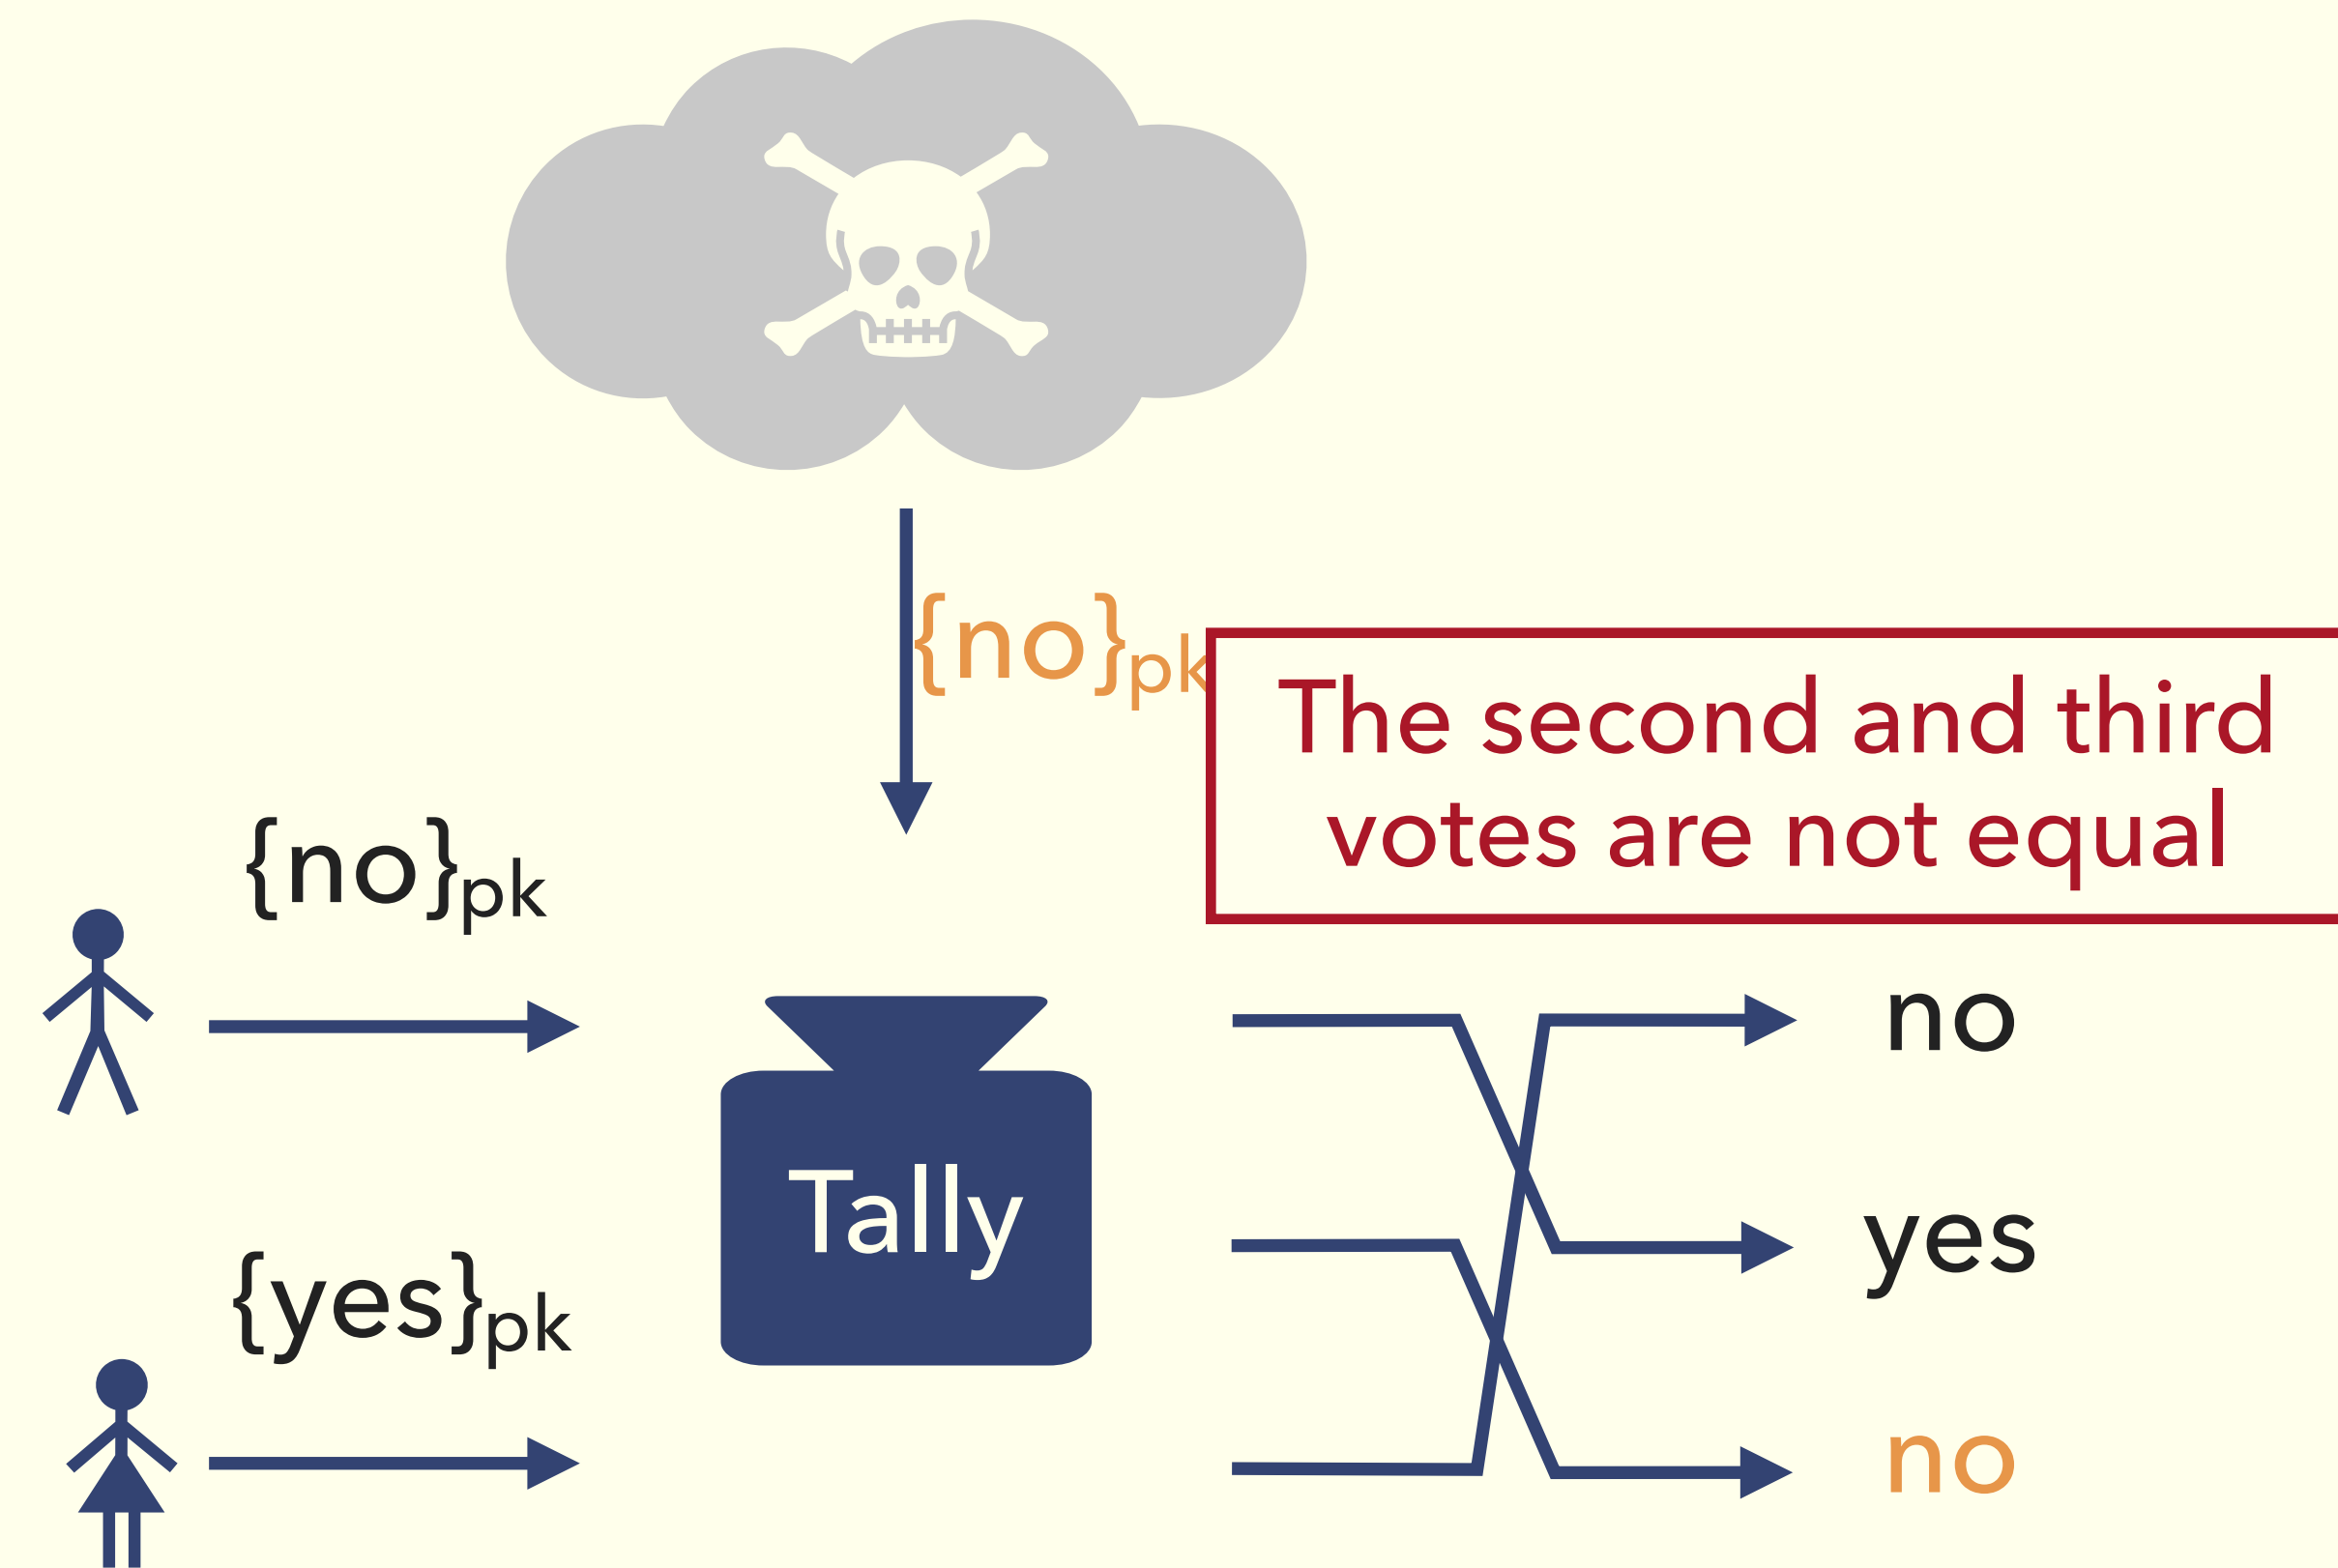 {no}pk
The second and third
votes are not equal
{no}pk
no
Tally
yes
{yes}pk
no